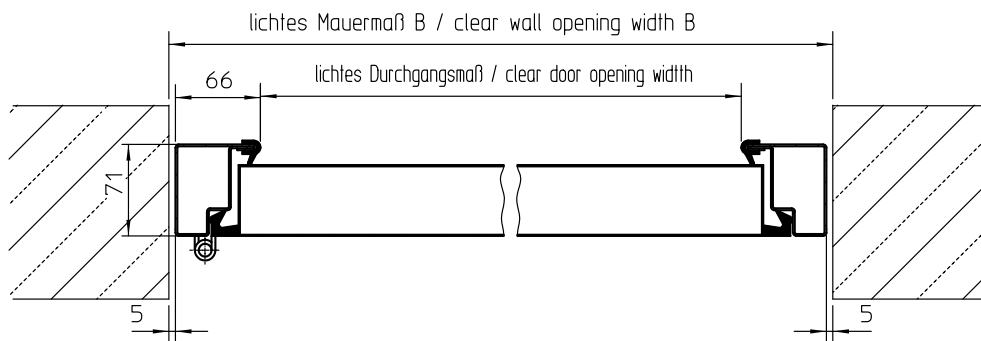 lichtes Mauermaß B / clear wall opening width B
lichtes Durchgangsmaß / clear door opening widtth
66
71
5
5